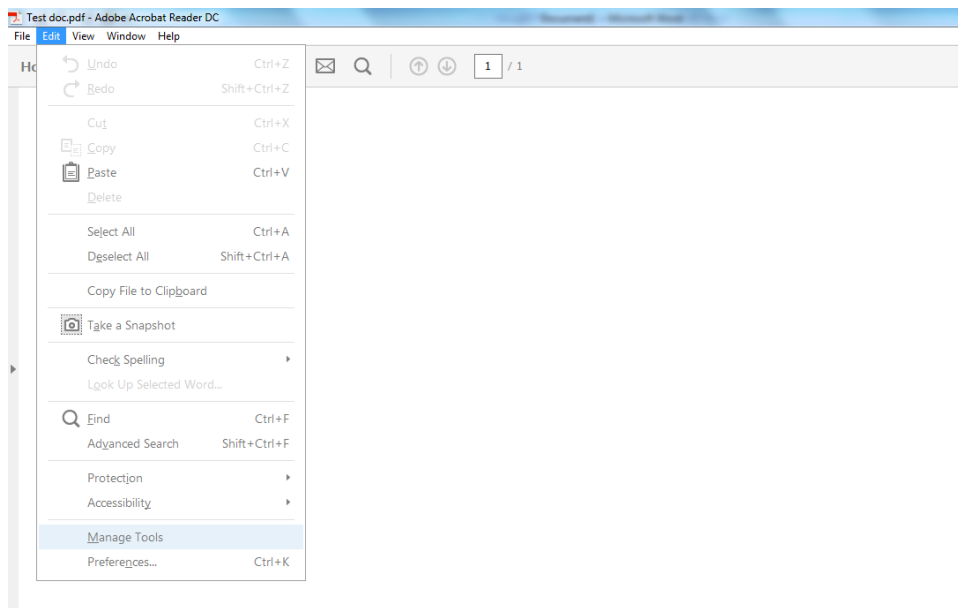 Test doc.pdf - Adobe Acrobat Reader DC
File Edit View Window Help
Undo Ctrl+Z
1 / 1
Redo Shift+Ctrl+Z
Cut Ctrl+X
Copy Ctrl+C
Paste Ctrl+V
Delete
Select All Ctrl+A
Deselect All Shift+Ctrl+A
Copy File to Clipboard
Take a Snapshot
Check Spelling
Look Up Selected Word...
Find Ctrl+F
Advanced Search Shift+Ctrl+F
Protection
Accessibility
Manage Tools
Preferences... Ctrl+K